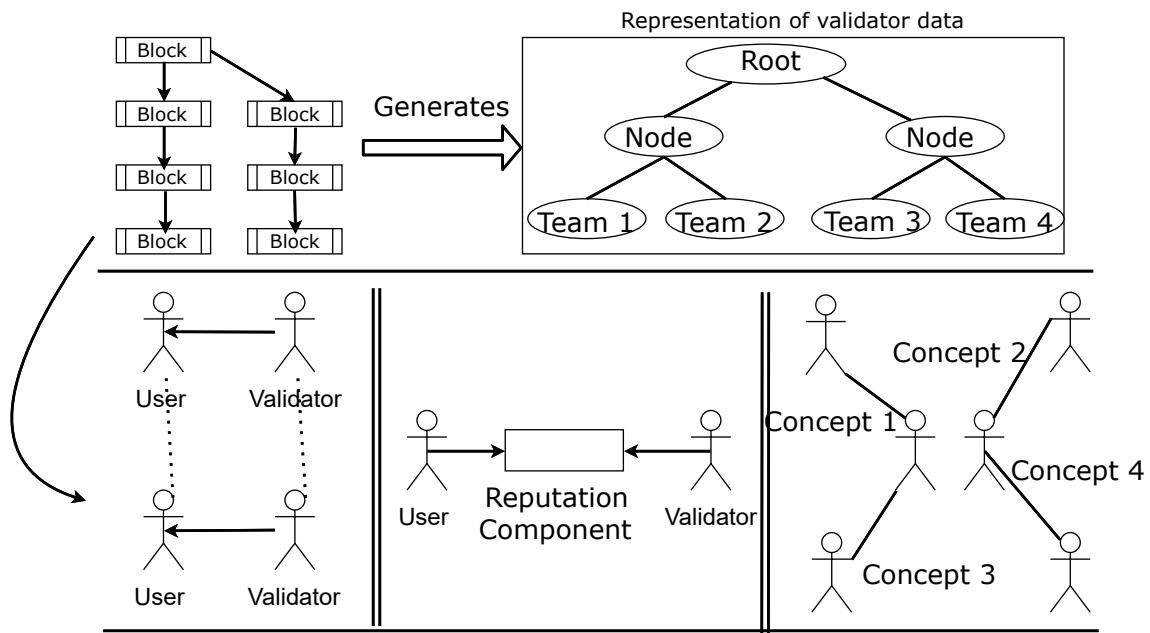 Representation of validator data
Block
Block Block
Block Block
Block Block
Generates
Root
Node Node
Team 1 Team 2 Team 3 Team 4
User Validator
User Validator
User Validator
Reputation
Component
Concept 2
Concept 1
Concept 4
Concept 3